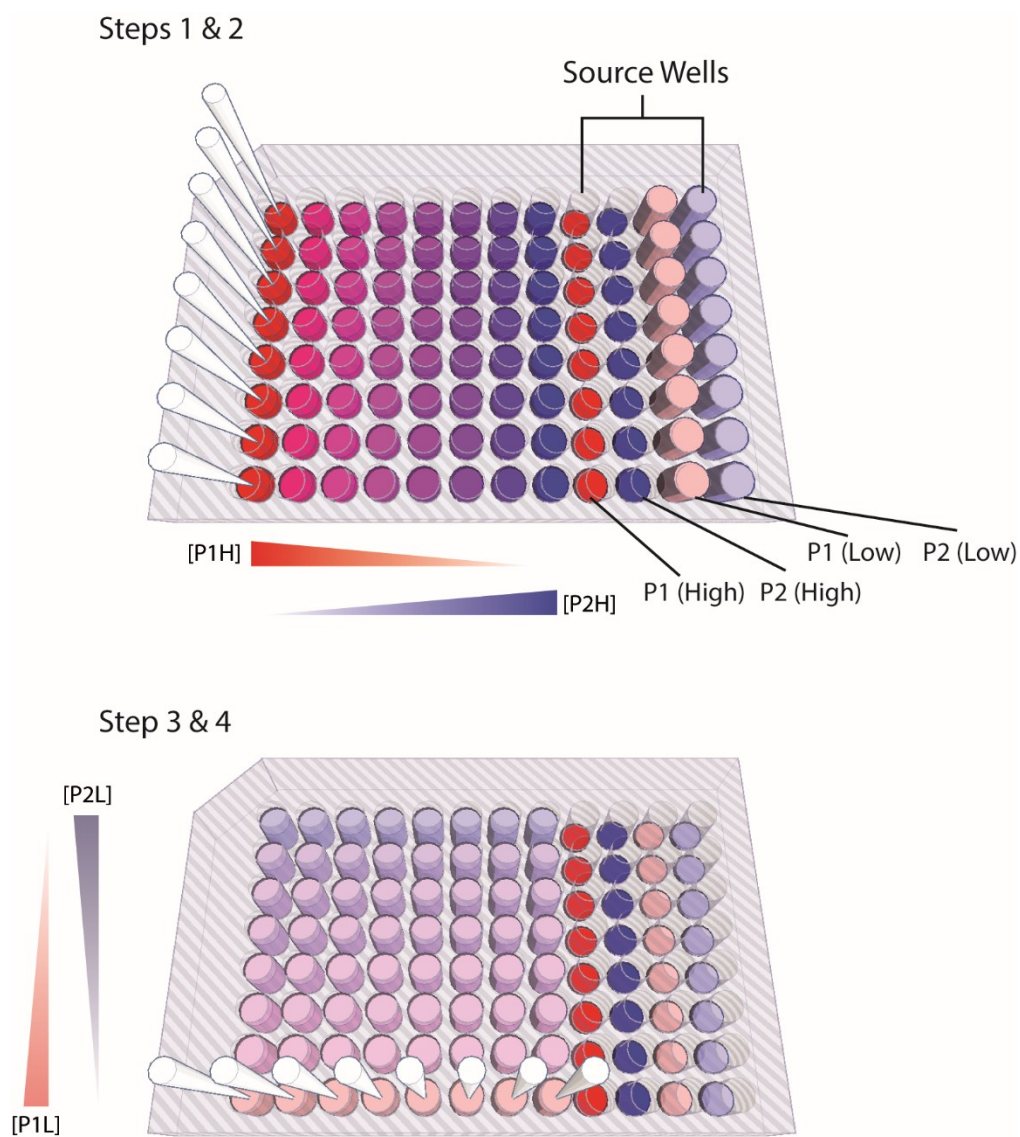 Steps 1 & 2
Source Wells
[P1H]
[P2H]
P1 (High)
P2 (High)
P1 (Low)
P2 (Low)
Step 3 & 4
[P2L]
[P1L]